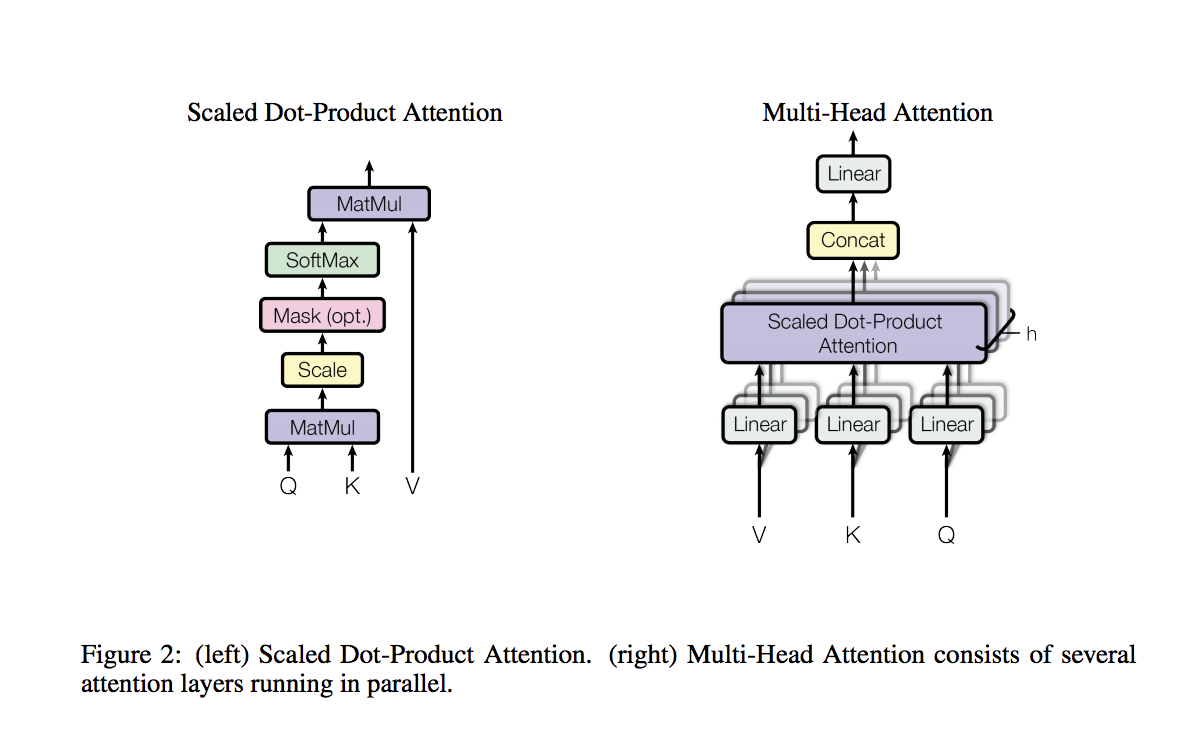 Scaled Dot-Product Attention
MatMul
SoftMax
Mask (opt.)
Scale
MatMul
Q K V
Multi-Head Attention
Linear
Concat
Scaled Dot-Product
Attention
h
Linear Linear Linear
V K Q
Figure 2: (left) Scaled Dot-Product Attention. (right) Multi-Head Attention consists of several
attention layers running in parallel.